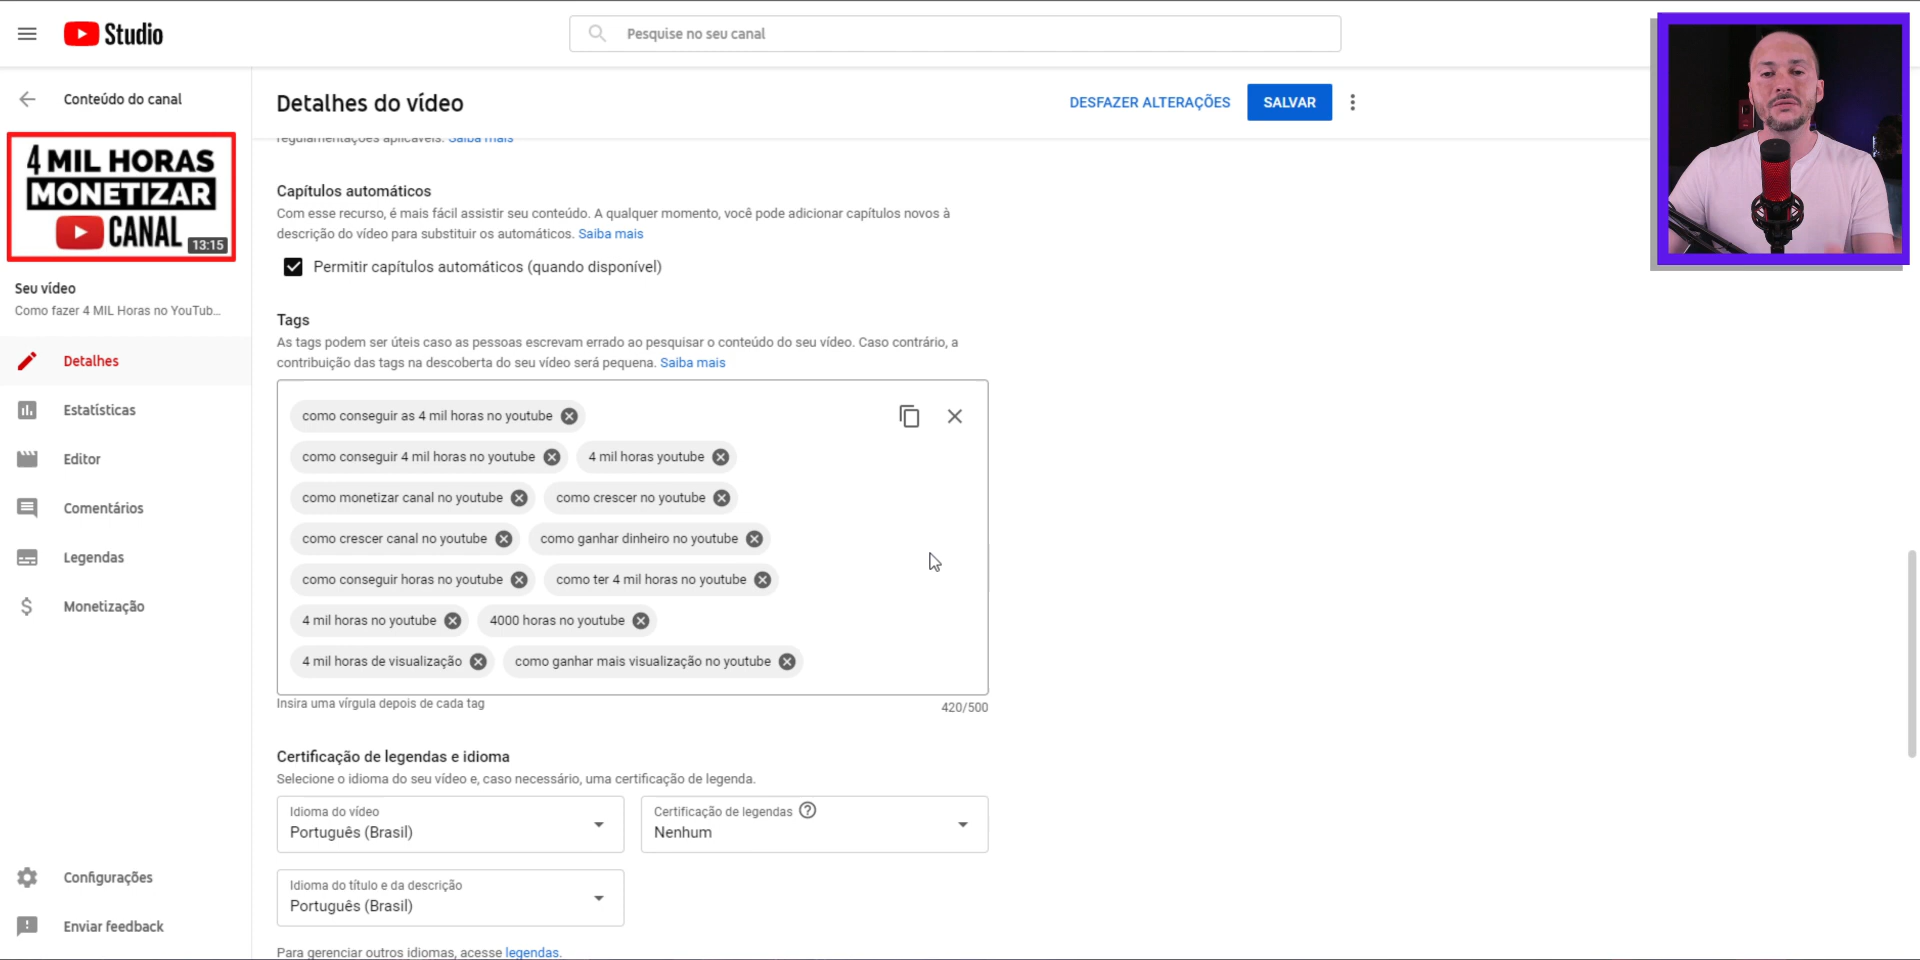 Studio
Pesquise no seu canal
Conteúdo do canal
4 MIL HORAS
MONETIZAR
CANAL
13:15
Seu vídeo
Como fazer 4 MIL Horas no YouTub...
Detalhes
Estatísticas
Editor
Comentários
Legendas
Monetização
Configurações
Enviar feedback
Detalhes do vídeo
DESFAZER ALTERAÇÕES
SALVAR
regulamentações aplicáveis. Saiba mais
Capítulos automáticos
Com esse recurso, é mais fácil assistir seu conteúdo. A qualquer momento, você pode adicionar capítulos novos à
descrição do vídeo para substituir os automáticos. Saiba mais
Permitir capítulos automáticos (quando disponível)
Tags
As tags podem ser úteis caso as pessoas escrevam errado ao pesquisar o conteúdo do seu vídeo. Caso contrário, a
contribuição das tags na descoberta do seu vídeo será pequena. Saiba mais
como conseguir as 4 mil horas no youtube
como conseguir 4 mil horas no youtube 4 mil horas youtube
como monetizar canal no youtube como crescer no youtube
como crescer canal no youtube como ganhar dinheiro no youtube
como conseguir horas no youtube como ter 4 mil horas no youtube
4 mil horas no youtube 4000 horas no youtube
4 mil horas de visualização como ganhar mais visualização no youtube
Insira uma vírgula depois de cada tag
420/500
Certificação de legendas e idioma
Selecione o idioma do seu vídeo e, caso necessário, uma certificação de legenda.
Idioma do vídeo
Português (Brasil)
Certificação de legendas
Nenhum
Idioma do título e da descrição
Português (Brasil)
Para gerenciar outros idiomas, acesse legendas.